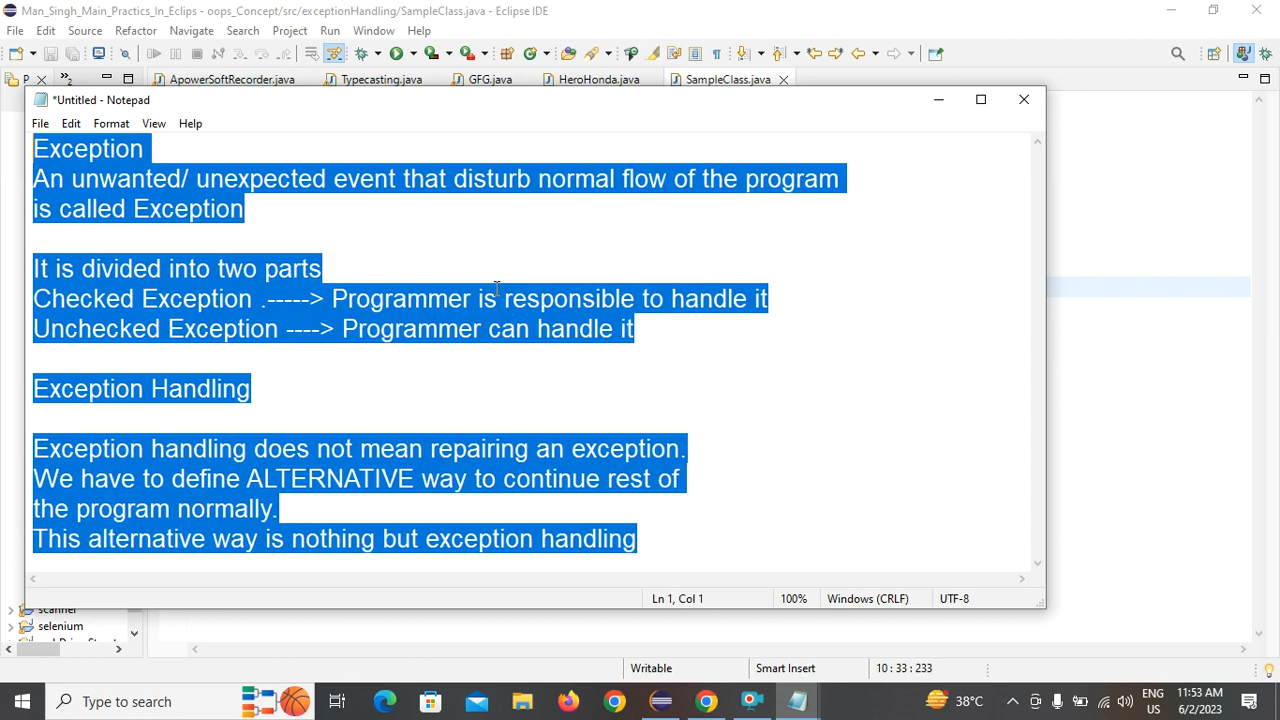 Man_Singh_Main_Practics_In_Eclips - oops_Concept/src/exceptionHandling/SampleClass.java - Eclipse IDE
File Edit Source Refactor Navigate Search Project Run Window Help
P »2 ApowerSoftRecorder.java Typecasting.java GFG.java HeroHonda.java SampleClass.java
*Untitled - Notepad
File Edit Format View Help
Exception
An unwanted/ unexpected event that disturb normal flow of the program
is called Exception
It is divided into two parts
Checked Exception .-----> Programmer is responsible to handle it
Unchecked Exception ----> Programmer can handle it
Exception Handling
Exception handling does not mean repairing an exception.
We have to define ALTERNATIVE way to continue rest of
the program normally.
This alternative way is nothing but exception handling
Ln 1, Col 1 100% Windows (CRLF) UTF-8
scanner
selenium
Writable Smart Insert 10 : 33 : 233
Type here to search 38°C ENG US 11:53 AM 6/2/2023